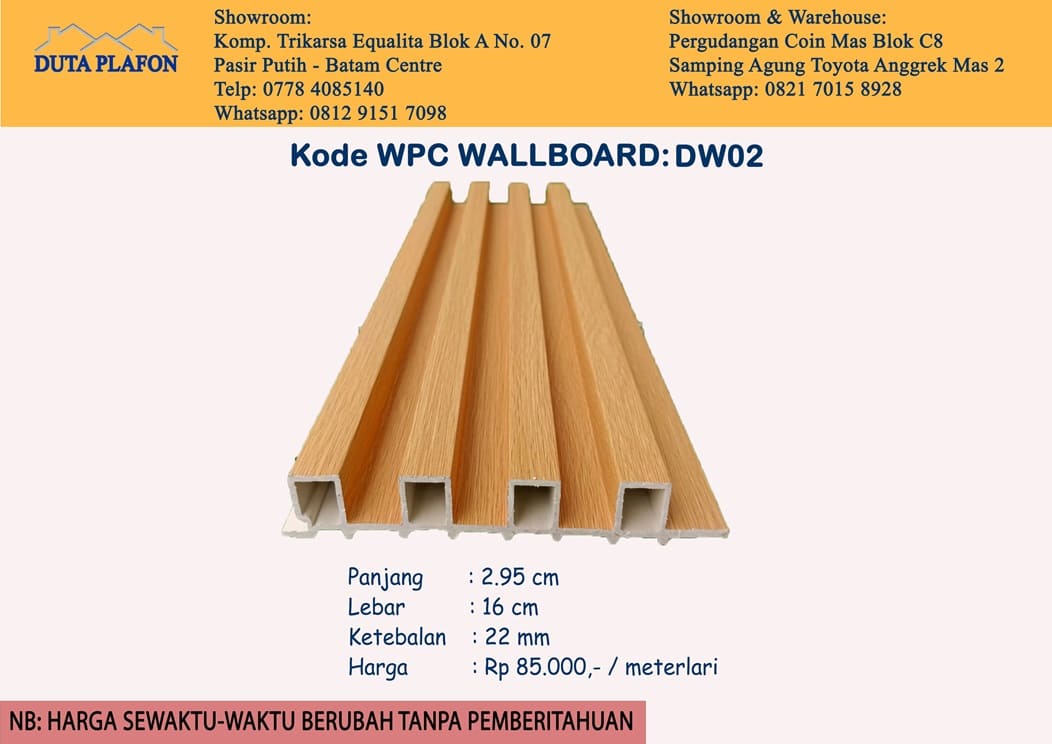 DUTA PLAFON
Showroom:
Komp. Trikarsa Equalita Blok A No. 07
Pasir Putih - Batam Centre
Telp: 0778 4085140
Whatsapp: 0812 9151 7098
Showroom & Warehouse:
Pergudangan Coin Mas Blok C8
Samping Agung Toyota Anggrek Mas 2
Whatsapp: 0821 7015 8928
Kode WPC WALLBOARD: DW02
Panjang : 2.95 cm
Lebar : 16 cm
Ketebalan : 22 mm
Harga : Rp 85.000,- / meterlari
NB: HARGA SEWAKTU-WAKTU BERUBAH TANPA PEMBERITAHUAN